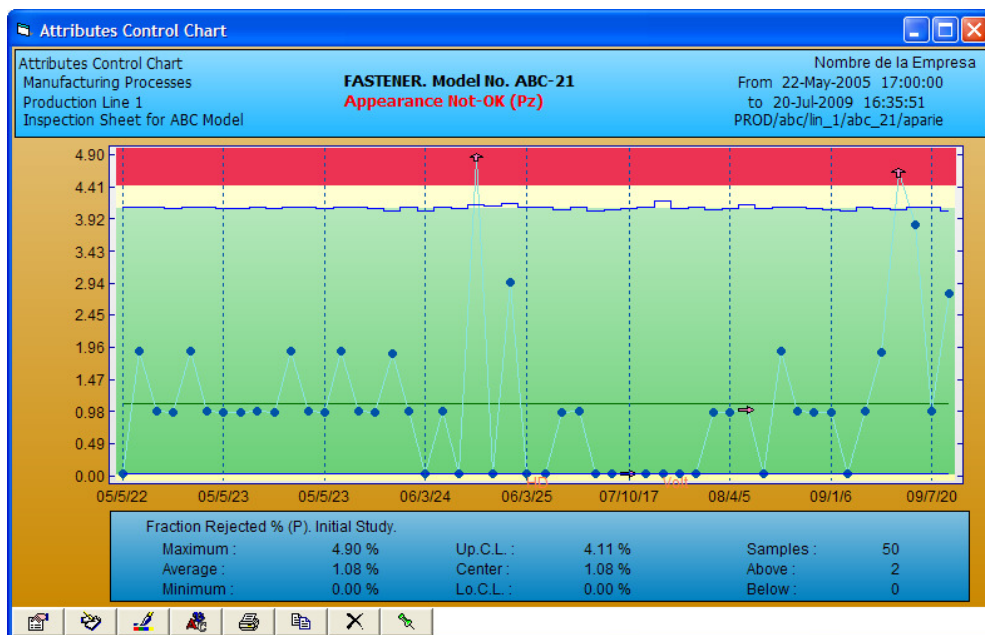 Attributes Control Chart
Attributes Control Chart
Nombre de la Empresa
Manufacturing Processes
FASTENER. Model No. ABC-21
From 22-May-2005 17:00:00
Production Line 1
Appearance Not-OK (Pz)
to 20-Jul-2009 16:35:51
Inspection Sheet for ABC Model
PROD/abc/lin_1/abc_21/aparie
4.90
4.41
3.92
3.43
2.94
2.45
1.96
1.47
0.98
0.49
0.00
Volt
05/5/22 05/5/23 05/5/23 06/3/24 06/3/25 07/10/17 08/4/5 09/1/6 09/7/20
Fraction Rejected % (P). Initial Study.
Maximum : 4.90 % Up.C.L. : 4.11 % Samples : 50
Average : 1.08 % Center : 1.08 % Above : 2
Minimum : 0.00 % Lo.C.L. : 0.00 % Below : 0